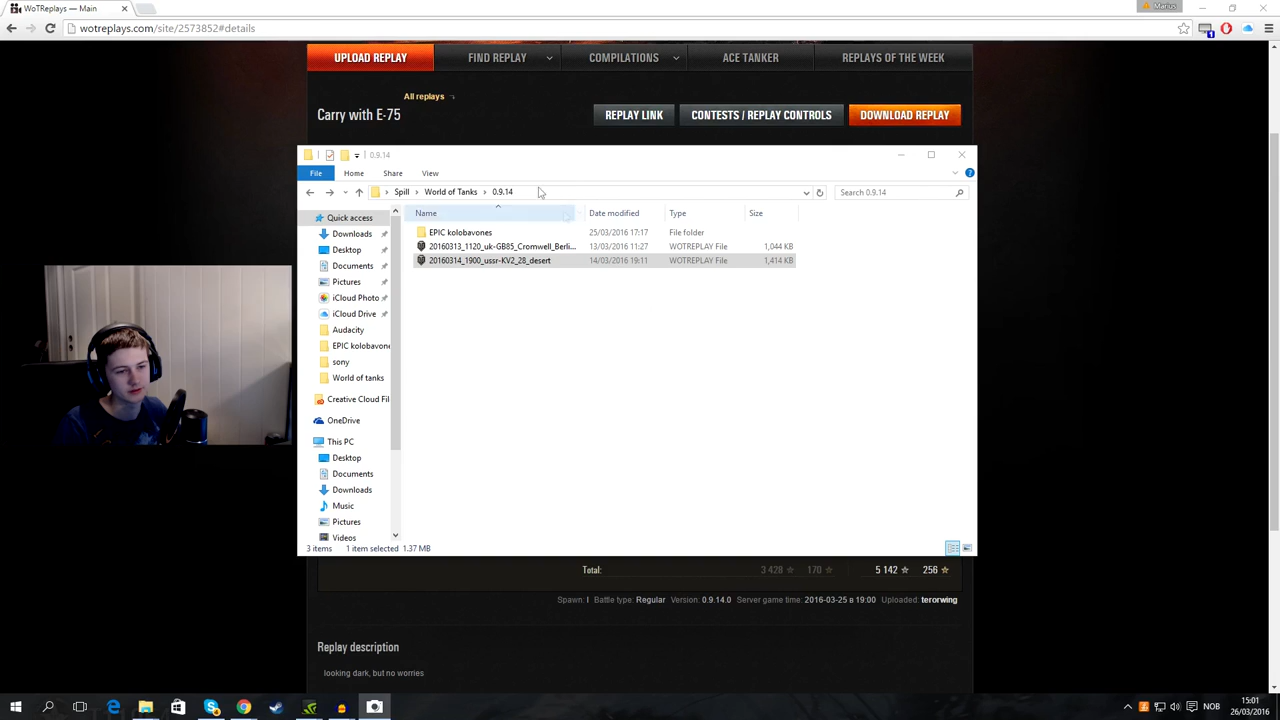 WoTReplays — Main
Marius
wotreplays.com/site/2573852#details
UPLOAD REPLAY
FIND REPLAY
COMPILATIONS
ACE TANKER
REPLAYS OF THE WEEK
All replays
Carry with E-75
REPLAY LINK
CONTESTS / REPLAY CONTROLS
DOWNLOAD REPLAY
0.9.14
File
Home
Share
View
Spill
World of Tanks
0.9.14
Search 0.9.14
Name
Date modified
Type
Size
Quick access
Downloads
Desktop
Documents
Pictures
iCloud Photo
iCloud Drive
Audacity
EPIC kolobavone
sony
World of tanks
Creative Cloud Fil
OneDrive
This PC
Desktop
Documents
Downloads
Music
Pictures
Videos
EPIC kolobavones 25/03/2016 17:17 File folder
20160313_1120_uk-GB85_Cromwell_Berli... 13/03/2016 11:27 WOTREPLAY File 1,044 KB
20160314_1900_ussr-KV2_28_desert 14/03/2016 19:11 WOTREPLAY File 1,414 KB
3 items 1 item selected 1.37 MB
Total: 3 428 170 5 142 256
Spawn: I Battle type: Regular Version: 0.9.14.0 Server game time: 2016-03-25 в 19:00 Uploaded: terorwing
Replay description
looking dark, but no worries
NOB
15:01
26/03/2016